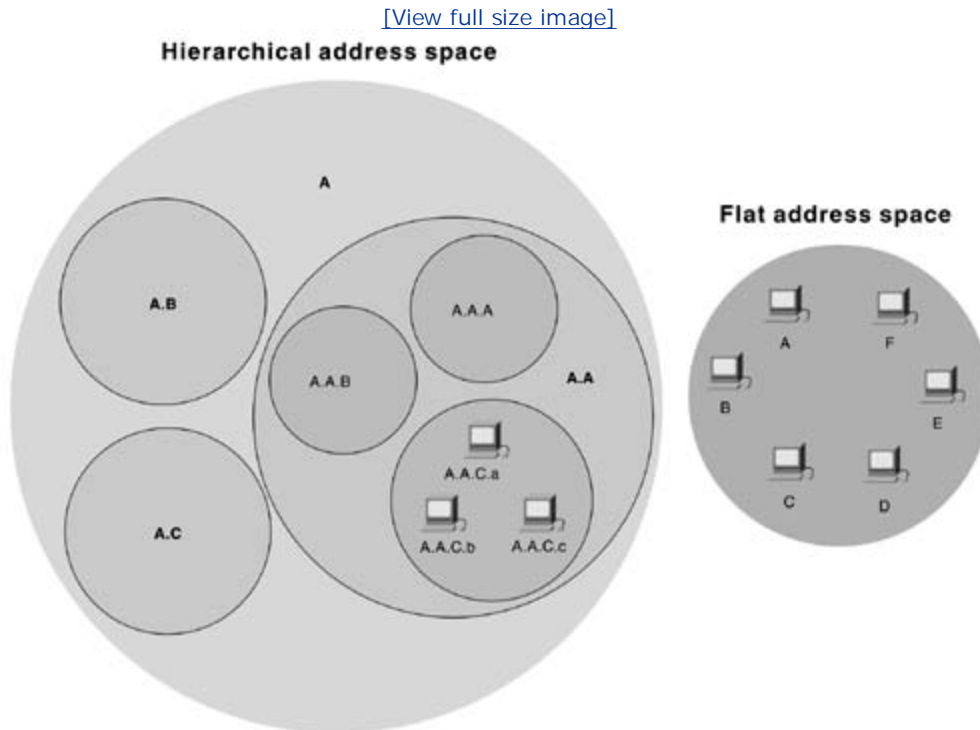 [View full size image]
Hierarchical address space
A
A.B
A.A.A
A.A.B
A.A
A.A.C.a
A.A.C.b
A.A.C.c
A.C
Flat address space
A
F
B
E
C
D